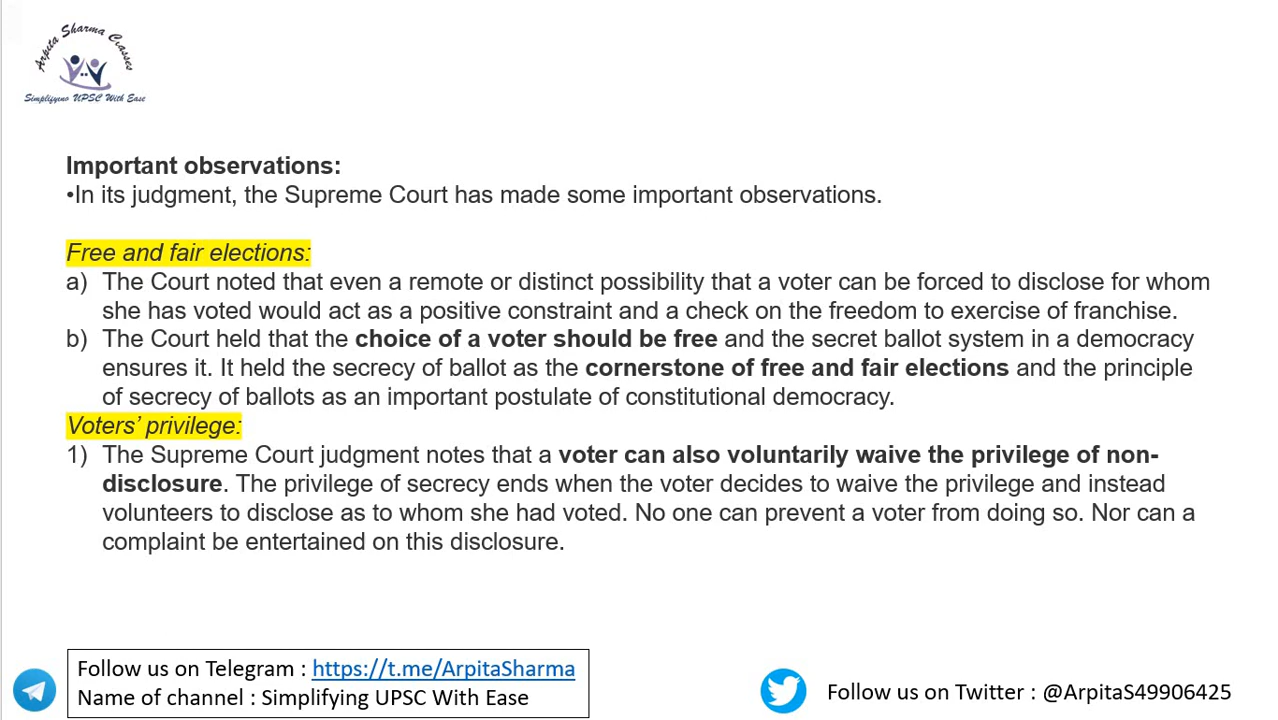 Arpita Sharma Classes
Simplifyeno UPSC With Ease
Important observations:
•In its judgment, the Supreme Court has made some important observations.
Free and fair elections:
a) The Court noted that even a remote or distinct possibility that a voter can be forced to disclose for whom
she has voted would act as a positive constraint and a check on the freedom to exercise of franchise.
b) The Court held that the choice of a voter should be free and the secret ballot system in a democracy
ensures it. It held the secrecy of ballot as the cornerstone of free and fair elections and the principle
of secrecy of ballots as an important postulate of constitutional democracy.
Voters’ privilege:
1) The Supreme Court judgment notes that a voter can also voluntarily waive the privilege of non-
disclosure. The privilege of secrecy ends when the voter decides to waive the privilege and instead
volunteers to disclose as to whom she had voted. No one can prevent a voter from doing so. Nor can a
complaint be entertained on this disclosure.
Follow us on Telegram : https://t.me/ArpitaSharma
Name of channel : Simplifying UPSC With Ease
Follow us on Twitter : @ArpitaS49906425